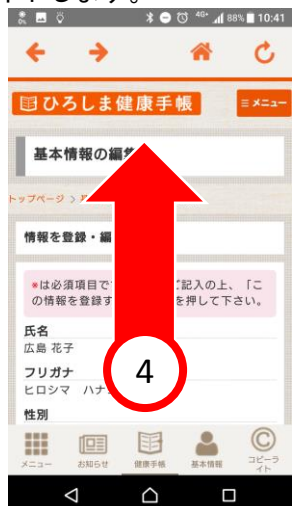 します。
4G+ 88% 10:41
ひろしま健康手帳
≡ メニュー
基本情報の編
トップページ >
情報を登録・編
*は必須項目で ご記入の上、「こ
の情報を登録す を押して下さい。
氏名
広島 花子
フリガナ
ヒロシマ ハナ
4
性別
メニュー
お知らせ
健康手帳
基本情報
コピーラ
イト